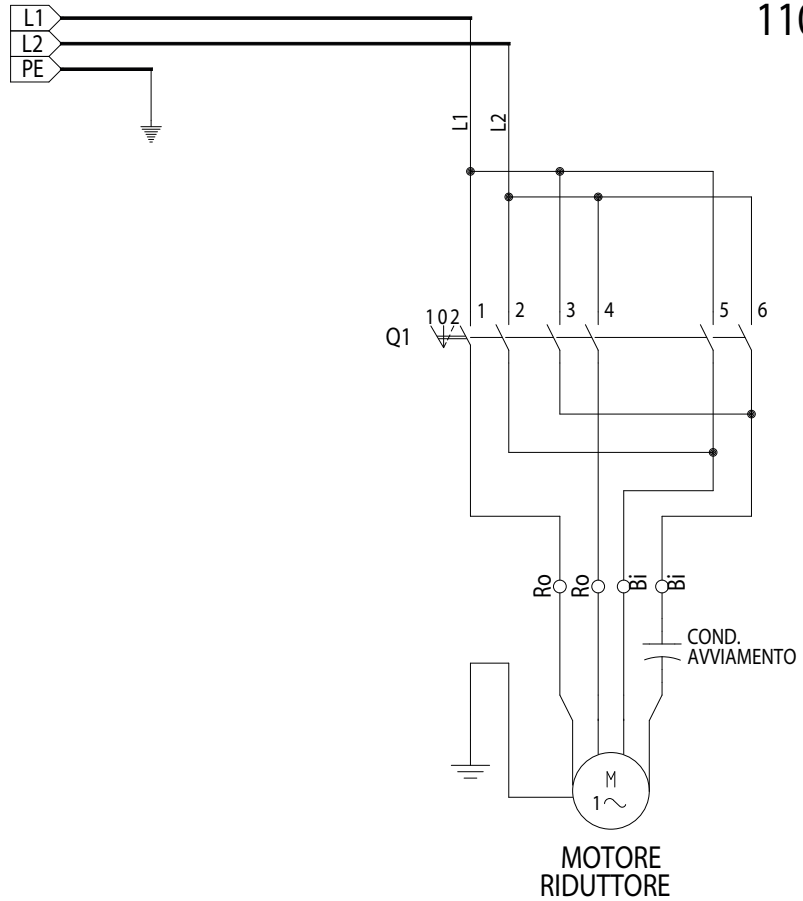 L1
110
L2
PE
L1 L2
1 0 2 1 2 3 4 5 6
Q1
Ro Ro Bi Bi
COND.
AVVIAMENTO
M
1~
MOTORE
RIDUTTORE